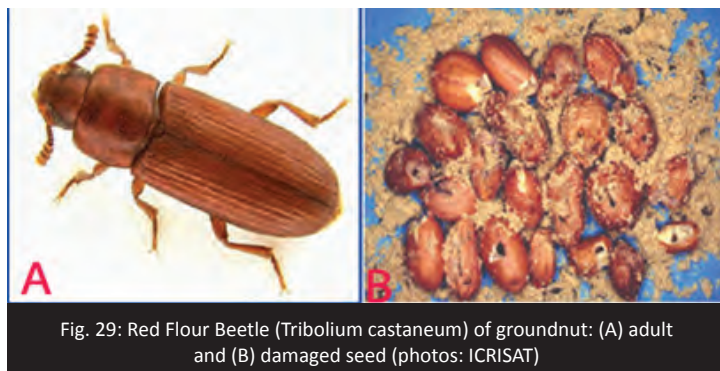 A
B
Fig. 29: Red Flour Beetle (Tribolium castaneum) of groundnut: (A) adult
and (B) damaged seed (photos: ICRISAT)